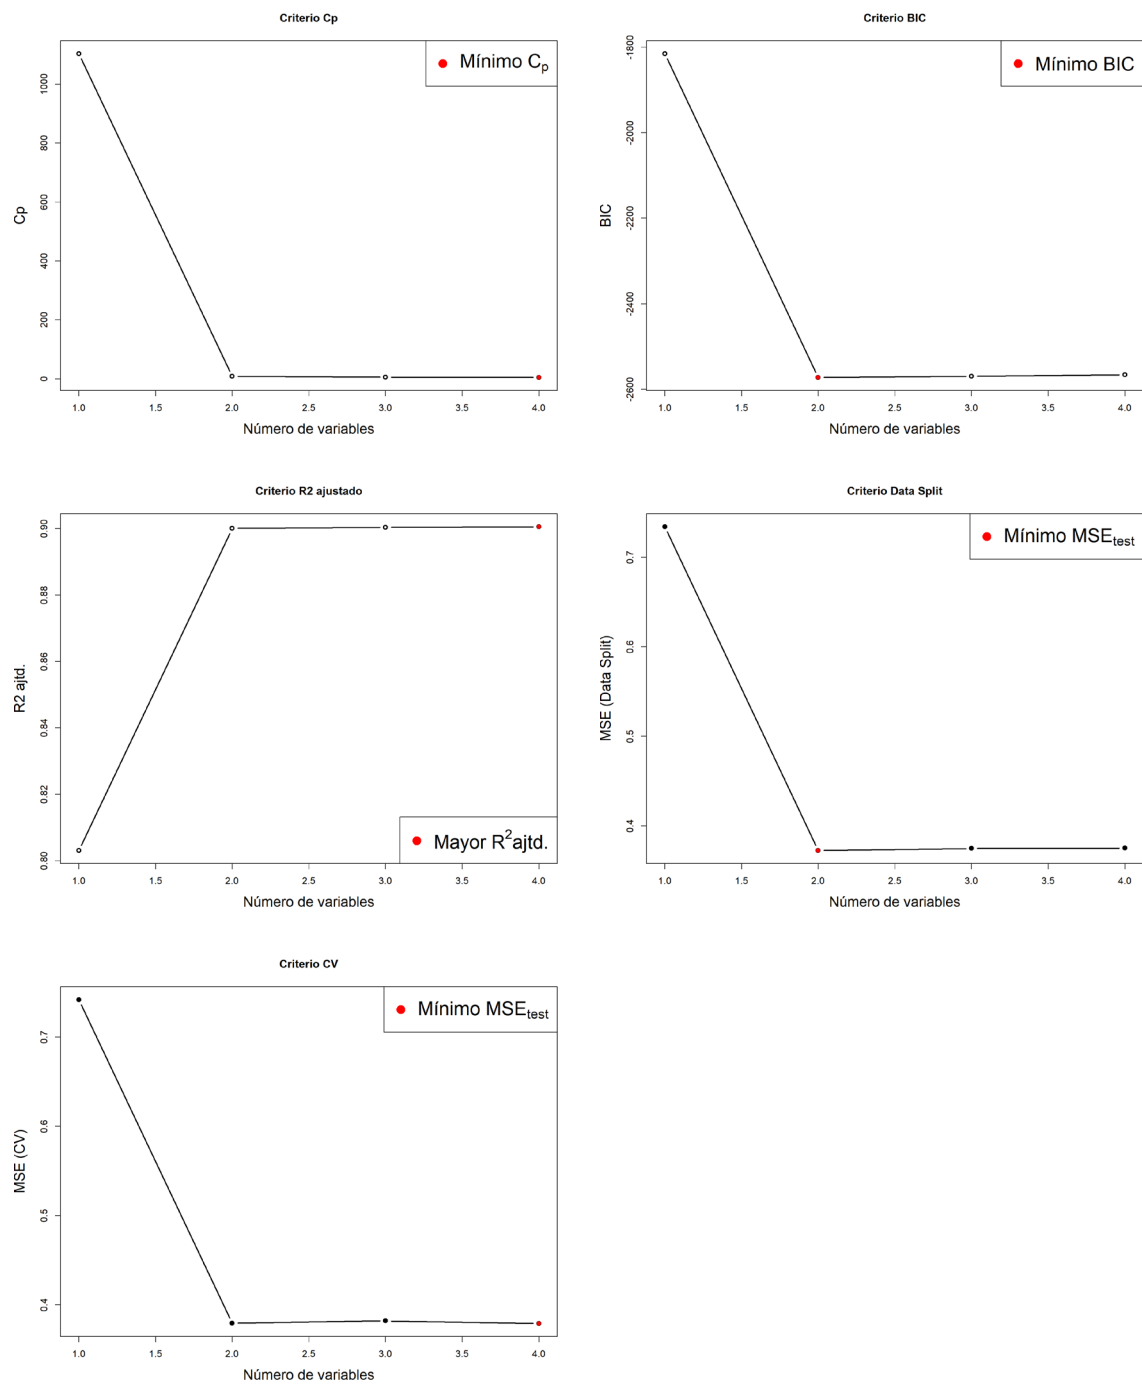 Criterio Cp
Mínimo Cp
Cp
0
200
400
600
800
1000
1.0 1.5 2.0 2.5 3.0 3.5 4.0
Número de variables
Criterio BIC
Mínimo BIC
BIC
-2600
-2400
-2200
-2000
-1800
1.0 1.5 2.0 2.5 3.0 3.5 4.0
Número de variables
Criterio R2 ajustado
Mayor R2ajtd.
R2 ajtd.
0.80
0.82
0.84
0.86
0.88
0.90
1.0 1.5 2.0 2.5 3.0 3.5 4.0
Número de variables
Criterio Data Split
Mínimo MSEtest
MSE (Data Split)
0.4
0.5
0.6
0.7
1.0 1.5 2.0 2.5 3.0 3.5 4.0
Número de variables
Criterio CV
Mínimo MSEtest
MSE (CV)
0.4
0.5
0.6
0.7
1.0 1.5 2.0 2.5 3.0 3.5 4.0
Número de variables